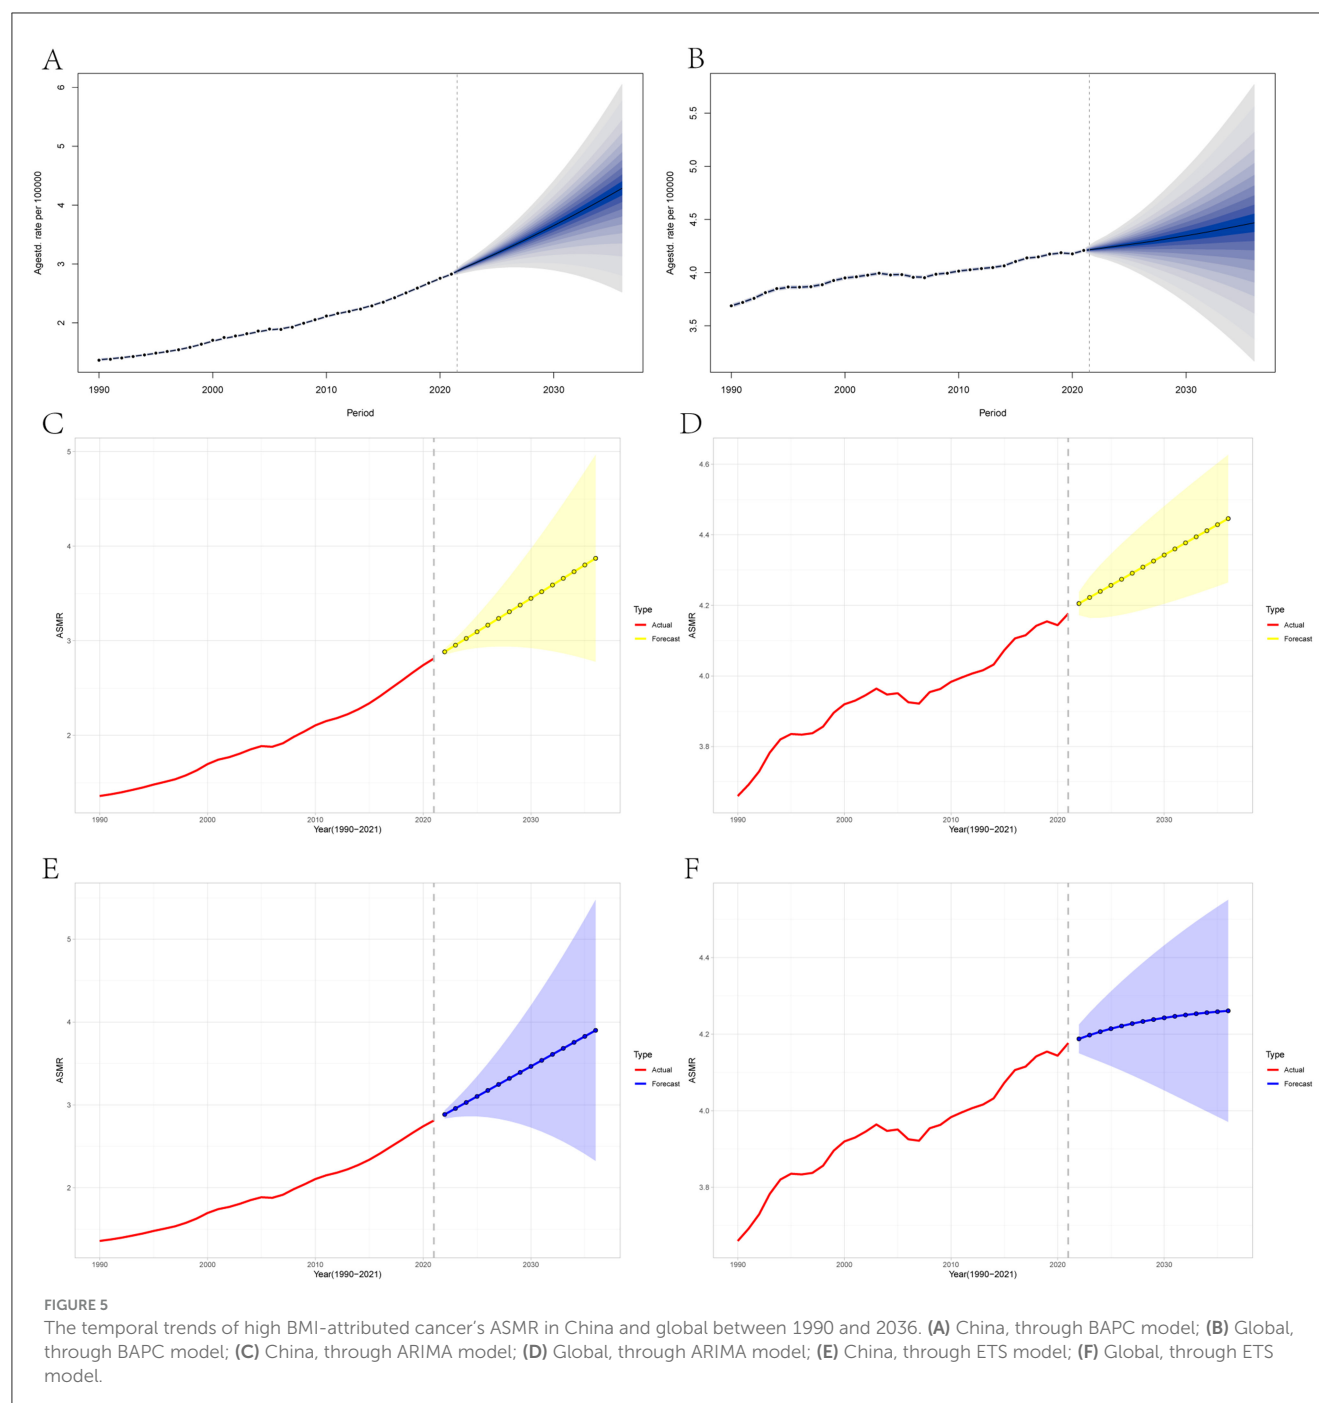 A
B
6
5
4
3
2
Agestd. rate per 100000
1990 2000 2010 2020 2030
Period
5.5
5.0
4.5
4.0
3.5
Agestd. rate per 100000
1990 2000 2010 2020 2030
Period
C
D
5
4
3
2
ASMR
1990 2000 2010 2020 2030
Year(1990−2021)
Type
Actual
Forecast
4.6
4.4
4.2
4.0
3.8
ASMR
1990 2000 2010 2020 2030
Year(1990−2021)
Type
Actual
Forecast
E
F
5
4
3
2
ASMR
1990 2000 2010 2020 2030
Year(1990−2021)
Type
Actual
Forecast
4.4
4.2
4.0
3.8
ASMR
1990 2000 2010 2020 2030
Year(1990−2021)
Type
Actual
Forecast
FIGURE 5
The temporal trends of high BMI-attributed cancer's ASMR in China and global between 1990 and 2036. (A) China, through BAPC model; (B) Global,
through BAPC model; (C) China, through ARIMA model; (D) Global, through ARIMA model; (E) China, through ETS model; (F) Global, through ETS
model.